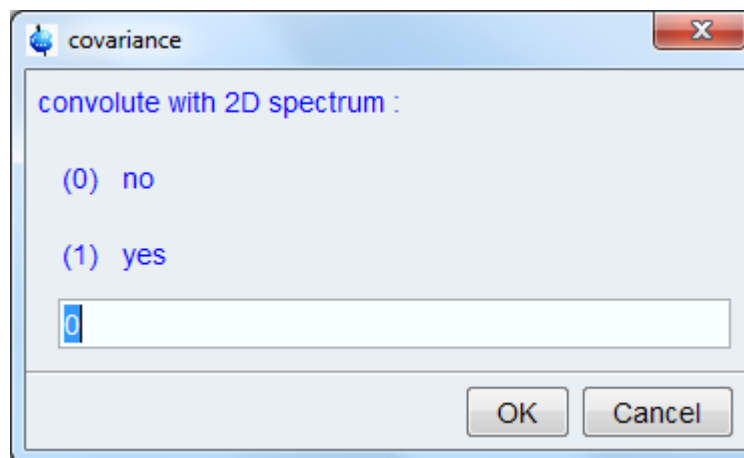 covariance
convolute with 2D spectrum :
(0) no
(1) yes
0
OK Cancel